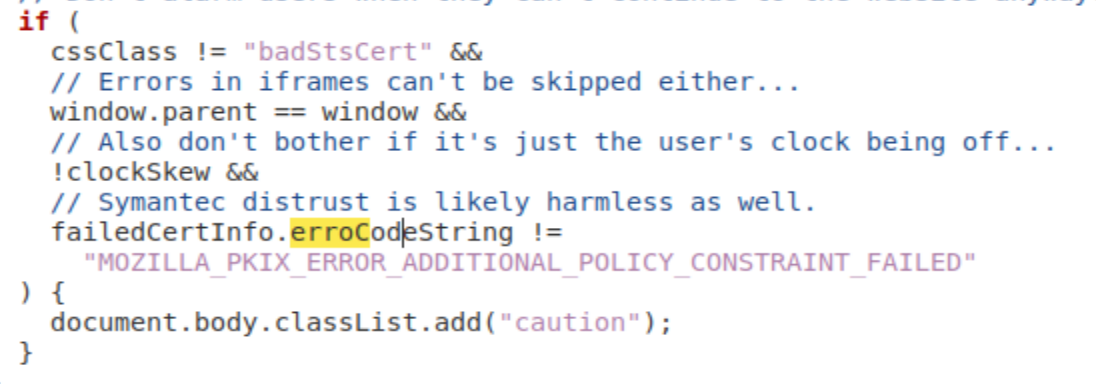 if (
cssClass != "badStsCert" &&
// Errors in iframes can't be skipped either...
window.parent == window &&
// Also don't bother if it's just the user's clock being off...
!clockSkew &&
// Symantec distrust is likely harmless as well.
failedCertInfo.erroCodeString !=
"MOZILLA_PKIX_ERROR_ADDITIONAL_POLICY_CONSTRAINT_FAILED"
) {
document.body.classList.add("caution");
}